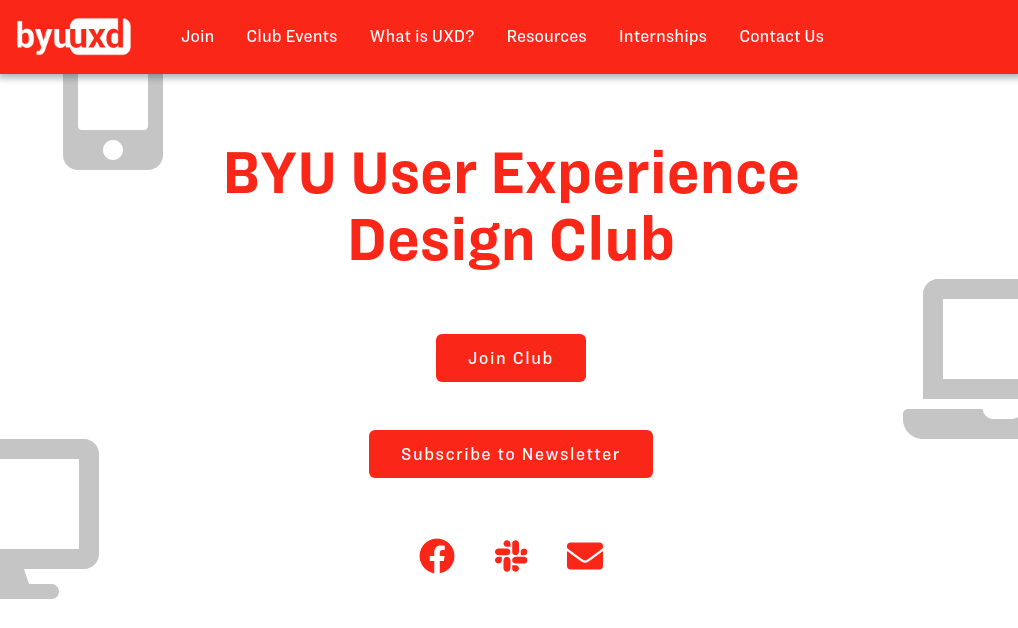 byuuxd Join Club Events What is UXD? Resources Internships Contact Us
BYU User Experience
Design Club
Join Club
Subscribe to Newsletter